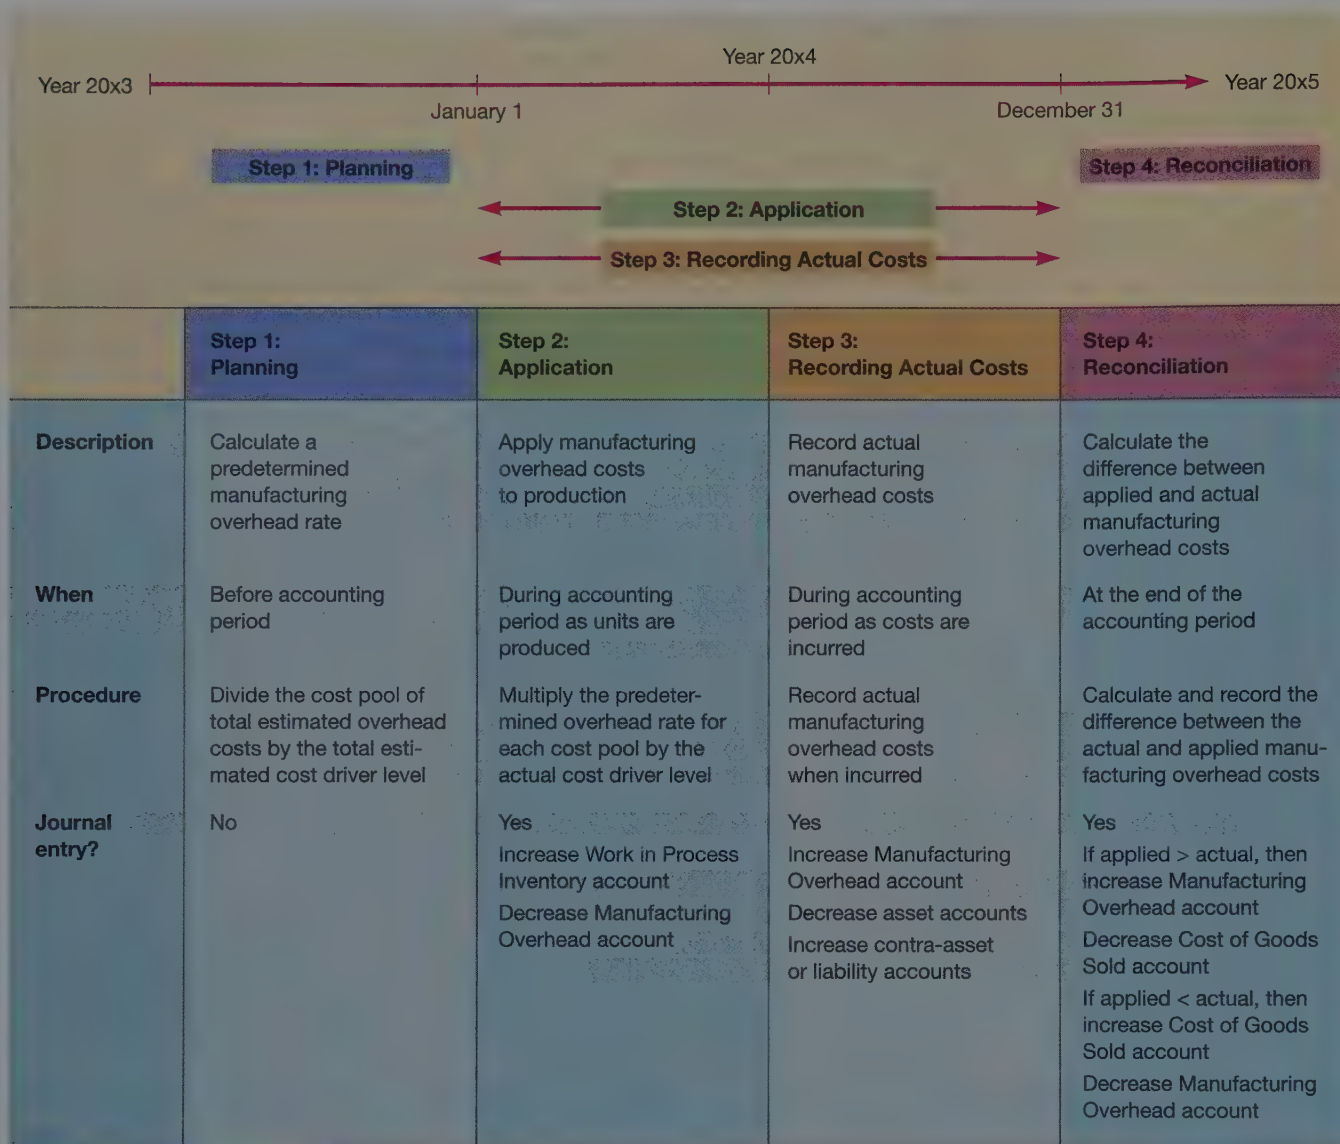 Year 20x4
Year 20x3
Year 20x5
January 1
December 31
Step 1: Planning
Step 4: Reconciliation
Step 2: Application
Step 3: Recording Actual Costs
Step 1:
Planning
Step 2:
Application
Step 3:
Recording Actual Costs
Step 4:
Reconciliation
Description
Calculate a
predetermined
manufacturing
overhead rate
Apply manufacturing
overhead costs
to production
Record actual
manufacturing
overhead costs
Calculate the
difference between
applied and actual
manufacturing
overhead costs
When
Before accounting
period
During accounting
period as units are
produced
During accounting
period as costs are
incurred
At the end of the
accounting period
Procedure
Divide the cost pool of
total estimated overhead
costs by the total esti-
mated cost driver level
Multiply the predeter-
mined overhead rate for
each cost pool by the
actual cost driver level
Record actual
manufacturing
overhead costs
when incurred
Calculate and record the
difference between the
actual and applied manu-
facturing overhead costs
Journal
entry?
No
Yes
Increase Work in Process
Inventory account
Decrease Manufacturing
Overhead account
Yes
Increase Manufacturing
Overhead account
Decrease asset accounts
Increase contra-asset
or liability accounts
Yes
If applied > actual, then
increase Manufacturing
Overhead account
Decrease Cost of Goods
Sold account
If applied < actual, then
increase Cost of Goods
Sold account
Decrease Manufacturing
Overhead account